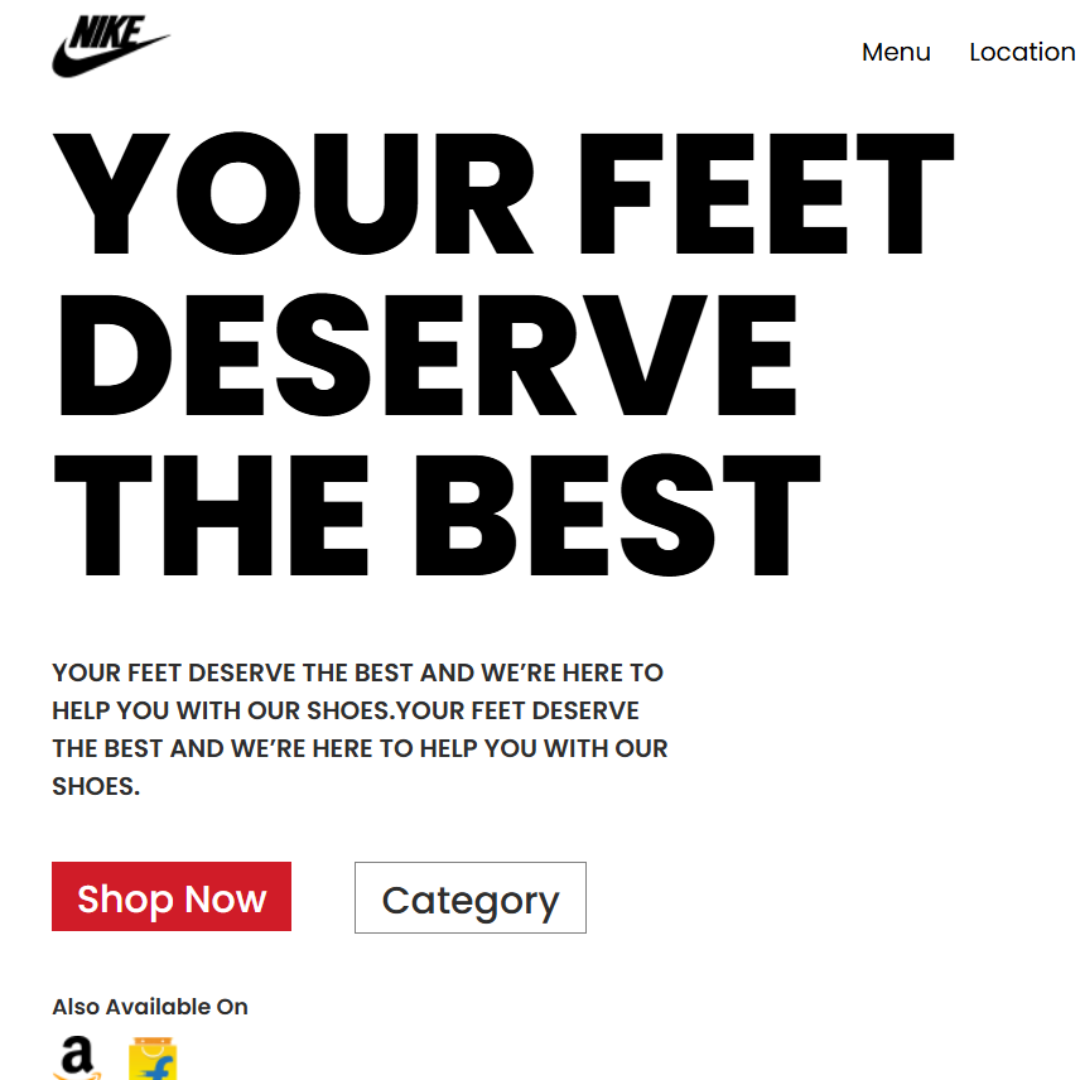 NIKE
Menu Location
YOUR FEET
DESERVE
THE BEST
YOUR FEET DESERVE THE BEST AND WE’RE HERE TO
HELP YOU WITH OUR SHOES.YOUR FEET DESERVE
THE BEST AND WE’RE HERE TO HELP YOU WITH OUR
SHOES.
Shop Now Category
Also Available On
a f